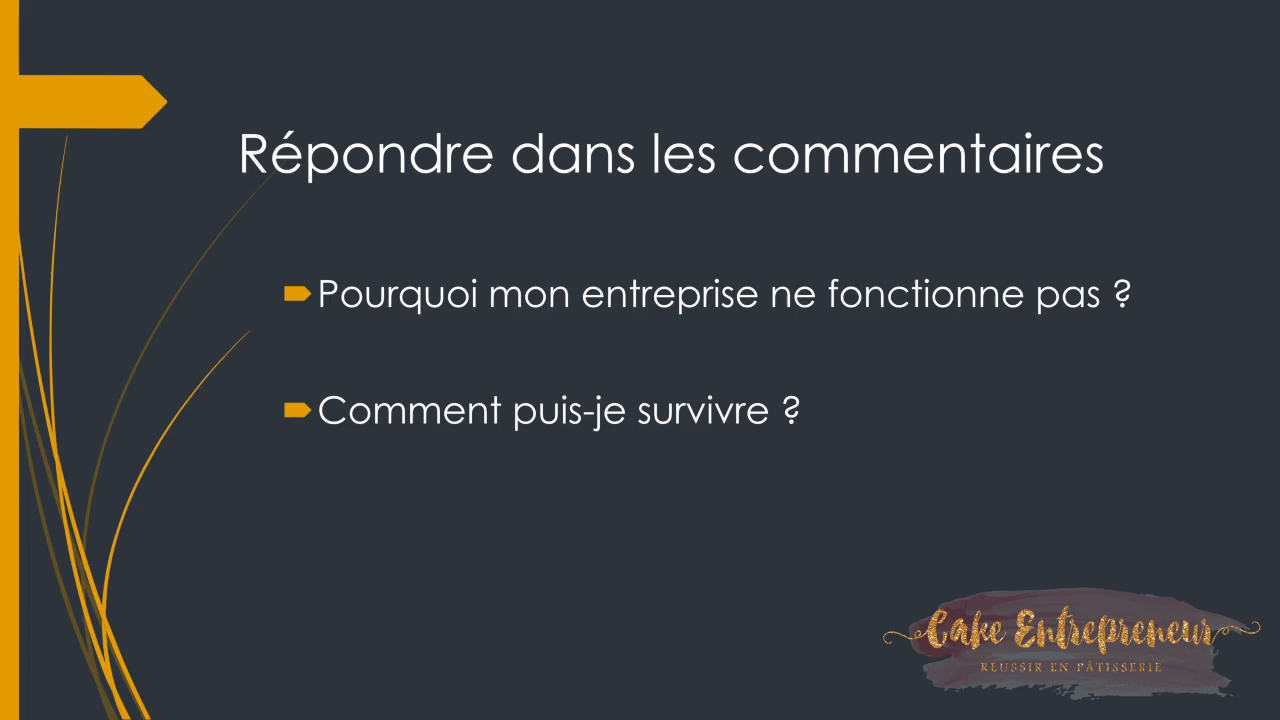 Répondre dans les commentaires
Pourquoi mon entreprise ne fonctionne pas ?
Comment puis-je survivre ?
Cake Entrepreneur
RÉUSSIR EN PÂTISSERIE